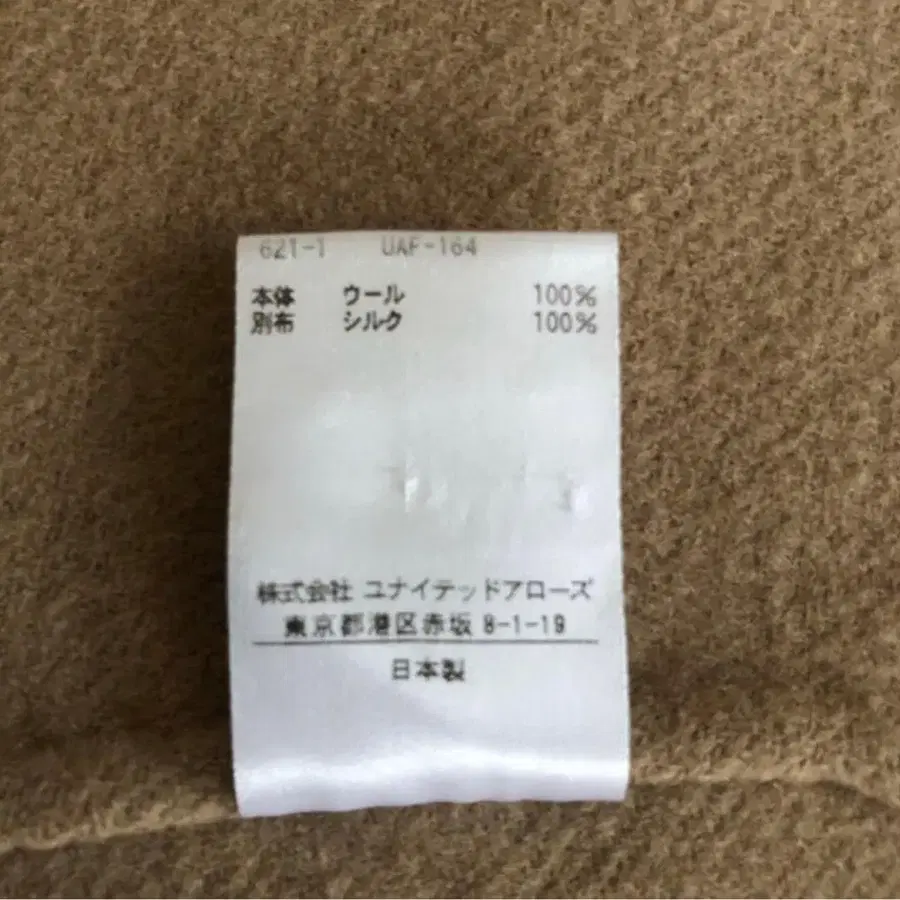 621-1 UAF-164
本体 ウール 100%
別布 シルク 100%
株式会社 ユナイテッドアローズ
東京都港区赤坂 8-1-19
日本製